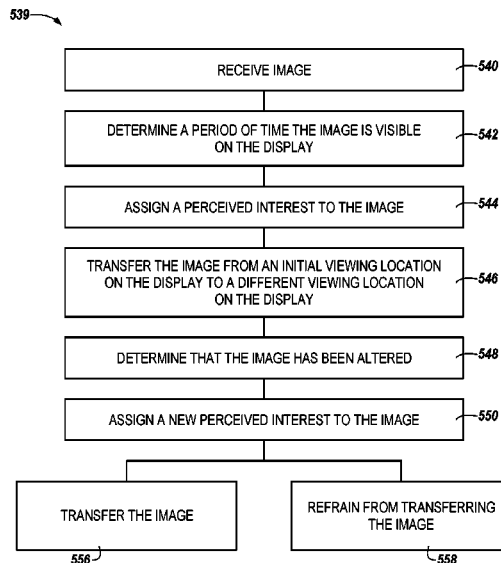 539
RECEIVE IMAGE
540
DETERMINE A PERIOD OF TIME THE IMAGE IS VISIBLE
ON THE DISPLAY
542
ASSIGN A PERCEIVED INTEREST TO THE IMAGE
544
TRANSFER THE IMAGE FROM AN INITIAL VIEWING LOCATION
ON THE DISPLAY TO A DIFFERENT VIEWING LOCATION
ON THE DISPLAY
546
DETERMINE THAT THE IMAGE HAS BEEN ALTERED
548
ASSIGN A NEW PERCEIVED INTEREST TO THE IMAGE
550
TRANSFER THE IMAGE
556
REFRAIN FROM TRANSFERRING
THE IMAGE
558